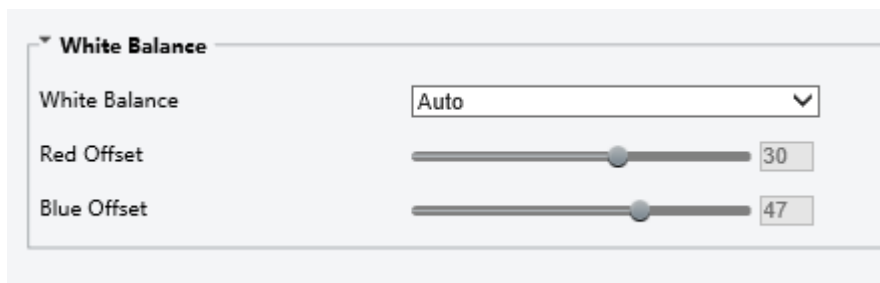 White Balance
White Balance Auto
Red Offset 30
Blue Offset 47